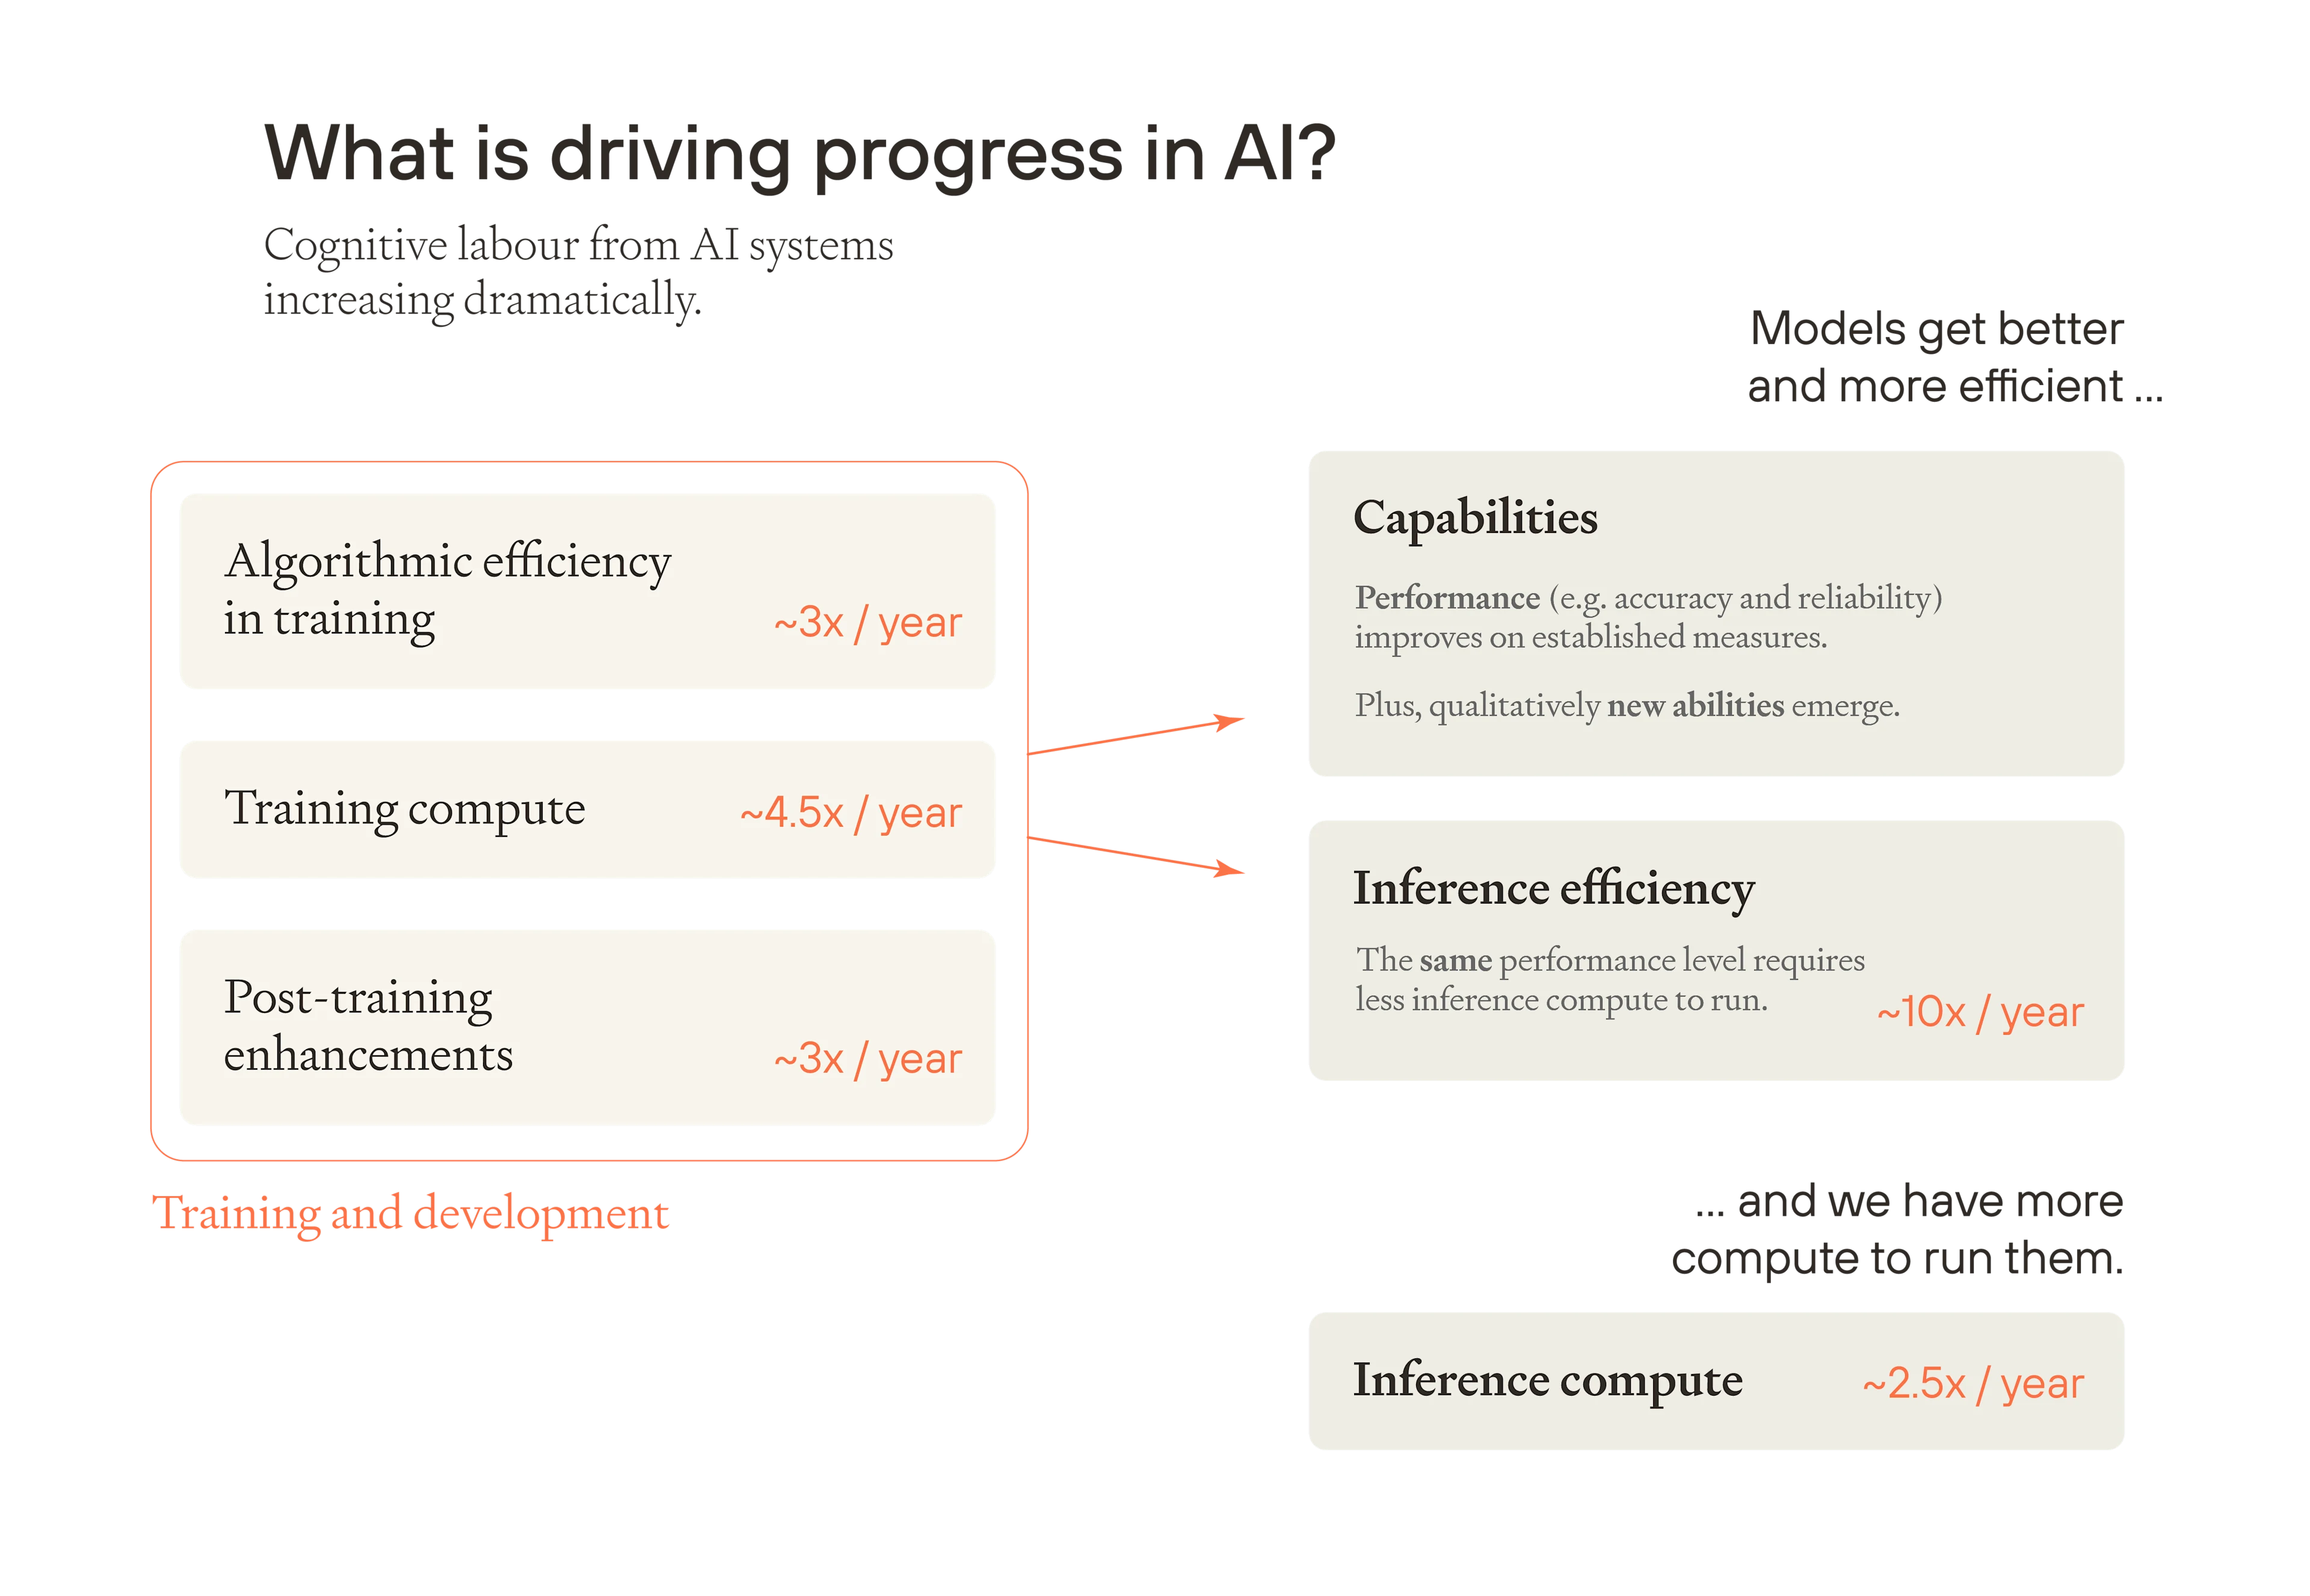 What is driving progress in AI?
Cognitive labour from AI systems
increasing dramatically.
Algorithmic efficiency
in training
~3x / year
Training compute
~4.5x / year
Post-training
enhancements
~3x / year
Training and development
Models get better
and more efficient ...
Capabilities
Performance (e.g. accuracy and reliability)
improves on established measures.
Plus, qualitatively new abilities emerge.
Inference efficiency
The same performance level requires
less inference compute to run.
~10x / year
... and we have more
compute to run them.
Inference compute
~2.5x / year